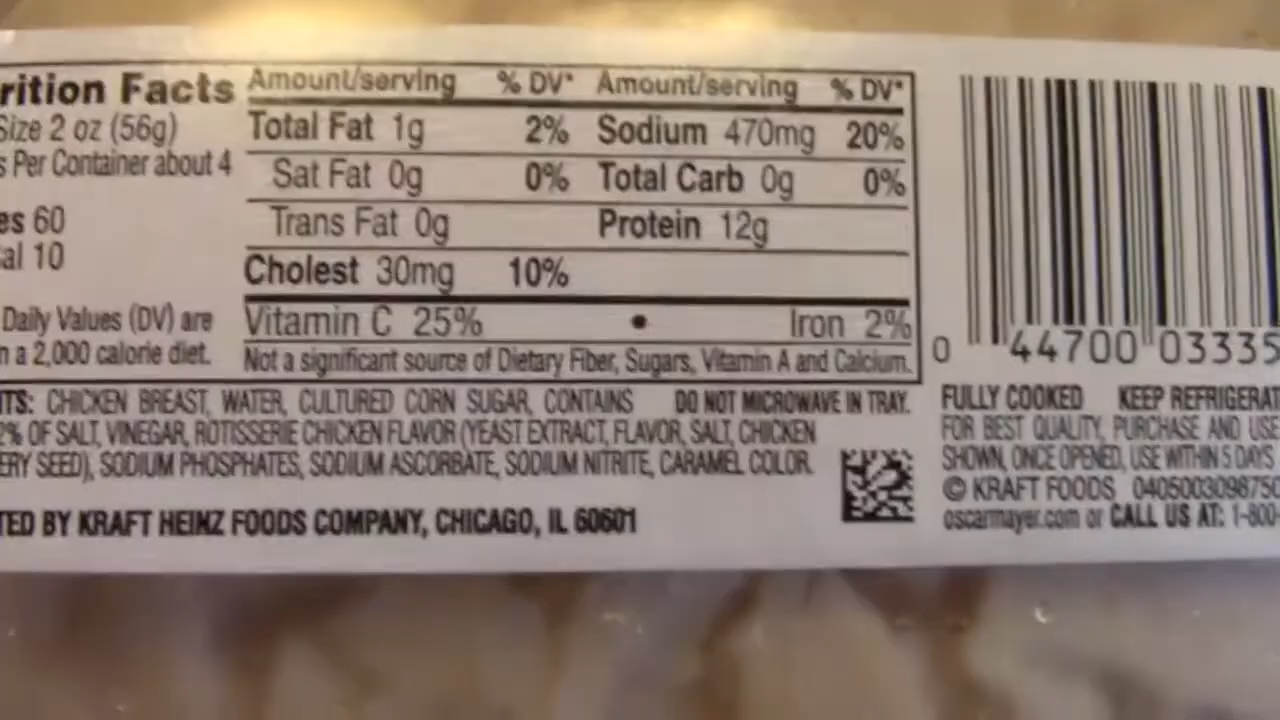 rition Facts
Size 2 oz (56g)
s Per Container about 4
es 60
al 10
Daily Values (DV) are
n a 2,000 calorie diet.
Amount/serving % DV* Amount/serving % DV*
Total Fat 1g 2% Sodium 470mg 20%
Sat Fat 0g 0% Total Carb 0g 0%
Trans Fat 0g Protein 12g
Cholest 30mg 10%
Vitamin C 25% • Iron 2%
Not a significant source of Dietary Fiber, Sugars, Vitamin A and Calcium.
NTS: CHICKEN BREAST, WATER, CULTURED CORN SUGAR, CONTAINS
2% OF SALT, VINEGAR, ROTISSERIE CHICKEN FLAVOR (YEAST EXTRACT, FLAVOR, SALT, CHICKEN
ERY SEED), SODIUM PHOSPHATES, SODIUM ASCORBATE, SODIUM NITRITE, CARAMEL COLOR.
DO NOT MICROWAVE IN TRAY.
TED BY KRAFT HEINZ FOODS COMPANY, CHICAGO, IL 60601
0 44700 03335
FULLY COOKED KEEP REFRIGERAT
FOR BEST QUALITY, PURCHASE AND USE
SHOWN, ONCE OPENED, USE WITHIN 5 DAYS
© KRAFT FOODS
oscarmayer.com or CALL US AT: 1-800-